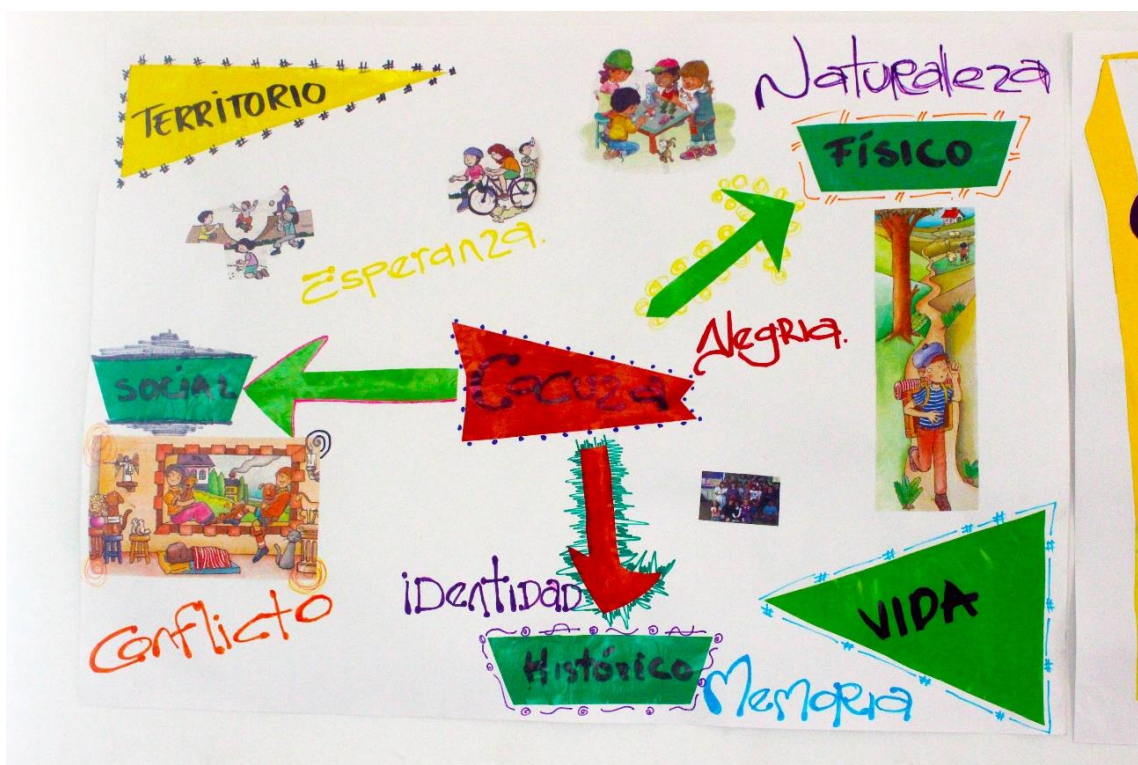 TERRITORIO
Naturaleza
Físico
Esperanza.
Alegria.
Cacuza
Social
Conflicto
identidad
Histórico
Memoria
VIDA